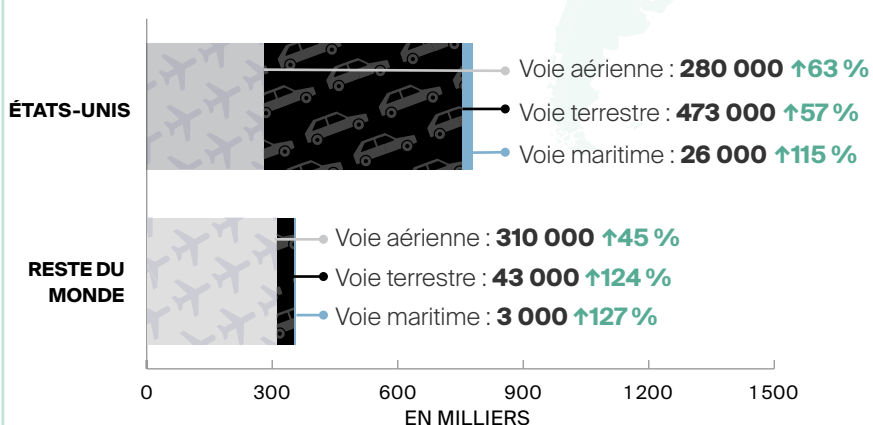 ÉTATS-UNIS
Voie aérienne : 280 000 ↑63 %
Voie terrestre : 473 000 ↑57 %
Voie maritime : 26 000 ↑115 %
RESTE DU
MONDE
Voie aérienne : 310 000 ↑45 %
Voie terrestre : 43 000 ↑124 %
Voie maritime : 3 000 ↑127 %
0 300 600 900 1200 1500
EN MILLIERS